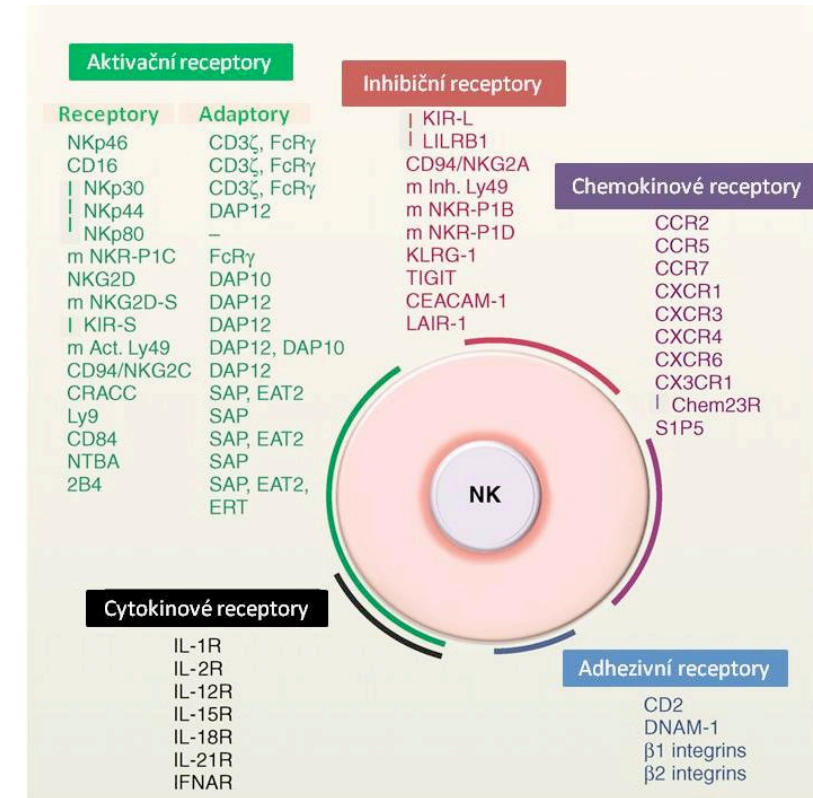 Aktivační receptory
Receptory Adaptory
NKp46 CD3ζ, FcRγ
CD16 CD3ζ, FcRγ
| NKp30 CD3ζ, FcRγ
| NKp44 DAP12
| NKp80 –
m NKR-P1C FcRγ
NKG2D DAP10
m NKG2D-S DAP12
| KIR-S DAP12
m Act. Ly49 DAP12, DAP10
CD94/NKG2C DAP12
CRACC SAP, EAT2
Ly9 SAP
CD84 SAP, EAT2
NTBA SAP
2B4 SAP, EAT2,
ERT
Inhibiční receptory
| KIR-L
| LILRB1
CD94/NKG2A
m Inh. Ly49
m NKR-P1B
m NKR-P1D
KLRG-1
TIGIT
CEACAM-1
LAIR-1
Chemokinové receptory
CCR2
CCR5
CCR7
CXCR1
CXCR3
CXCR4
CXCR6
CX3CR1
| Chem23R
S1P5
NK
Cytokinové receptory
IL-1R
IL-2R
IL-12R
IL-15R
IL-18R
IL-21R
IFNAR
Adhezivní receptory
CD2
DNAM-1
β1 integrins
β2 integrins